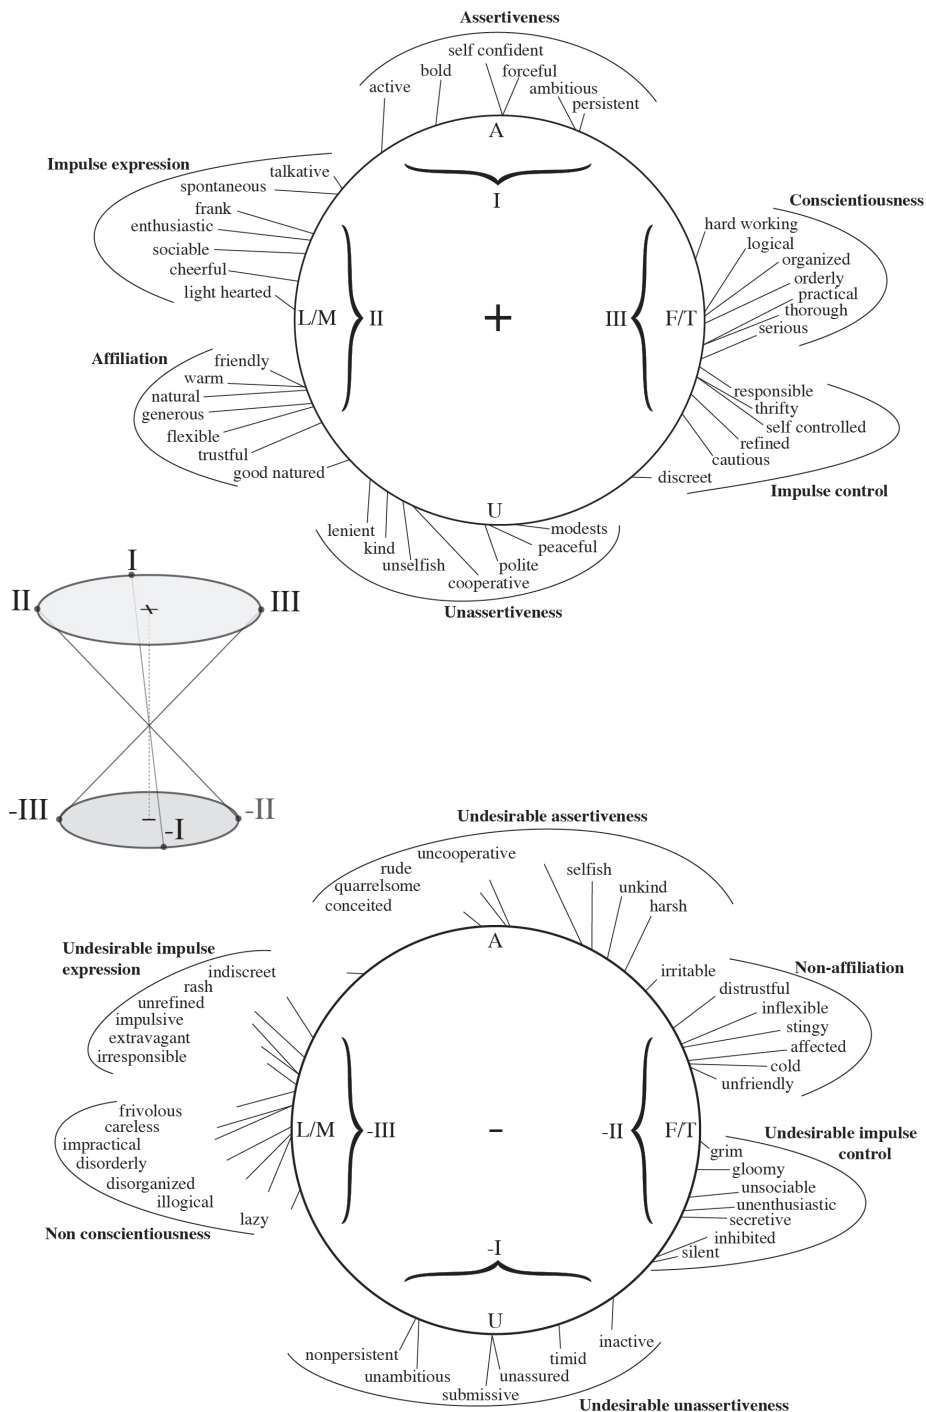 Assertiveness
self confident
bold
forceful
active
ambitious
persistent
A
I
Impulse expression
talkative
spontaneous
frank
enthusiastic
sociable
cheerful
light hearted
L/M
II
+
III
F/T
Conscientiousness
hard working
logical
organized
orderly
practical
thorough
serious
Affiliation
friendly
warm
natural
generous
flexible
trustful
good natured
responsible
thrifty
self controlled
refined
cautious
discreet
Impulse control
U
lenient
kind
unselfish
cooperative
polite
peaceful
modests
Unassertiveness
I
II
III
+
-III
-II
-
-I
Undesirable assertiveness
uncooperative
rude
quarrelsome
conceited
selfish
unkind
harsh
A
Undesirable impulse
expression
indiscreet
rash
unrefined
impulsive
extravagant
irresponsible
irritable
Non-affiliation
distrustful
inflexible
stingy
affected
cold
unfriendly
frivolous
careless
impractical
disorderly
disorganized
illogical
lazy
Non conscientiousness
L/M
-III
-
-II
F/T
Undesirable impulse
control
grim
gloomy
unsociable
unenthusiastic
secretive
inhibited
silent
-I
U
nonpersistent
unambitious
submissive
unassured
timid
inactive
Undesirable unassertiveness